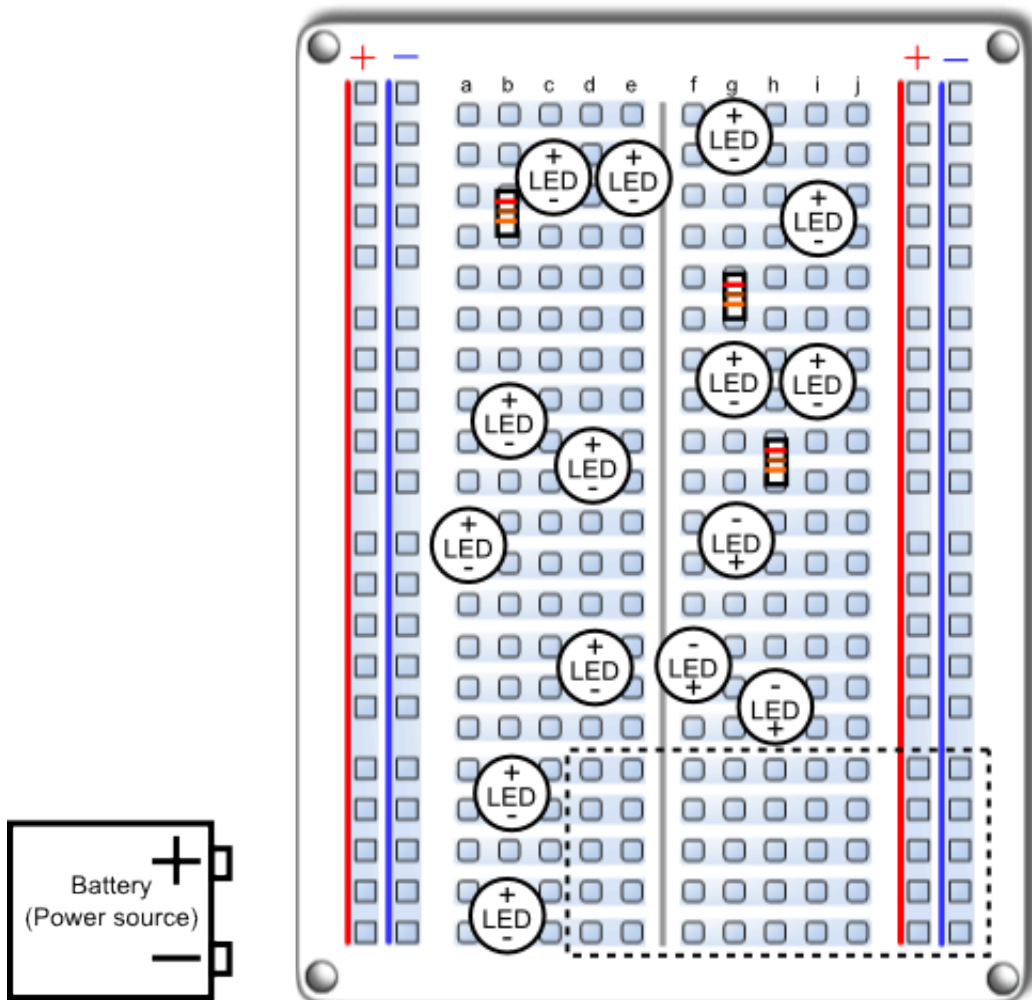 + − + −
a b c d e f g h i j
+
LED
-
+
LED
-
+
LED
-
+
LED
-
+
LED
-
+
LED
-
+
LED
-
+
LED
-
+
LED
-
-
LED
+
+
LED
-
-
LED
+
-
LED
+
+
LED
-
+
Battery
(Power source)
−
+
LED
-